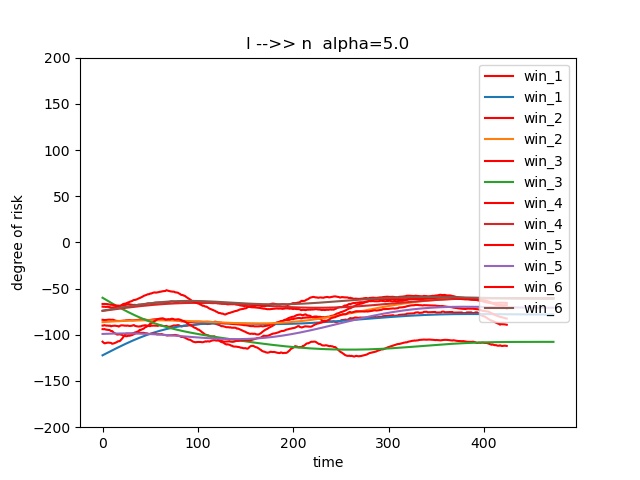 l -->> n  alpha=5.0
200
150
100
50
0
−50
−100
−150
−200
degree of risk
0
100
200
300
400
time
win_1
win_1
win_2
win_2
win_3
win_3
win_4
win_4
win_5
win_5
win_6
win_6